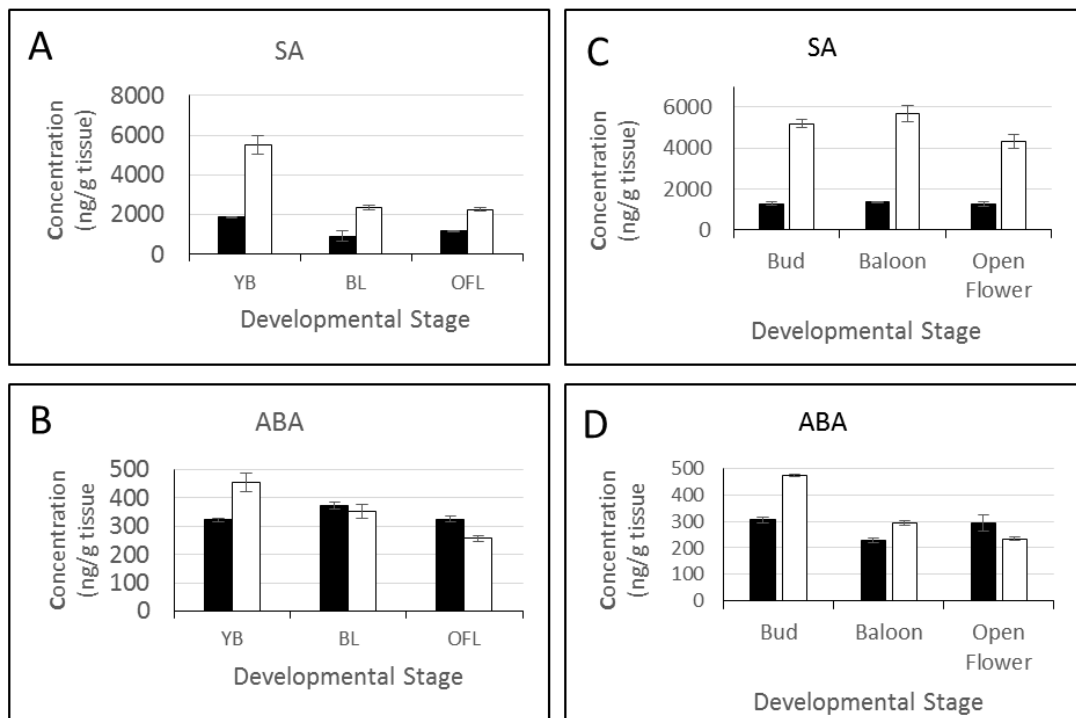 A
SA
Concentration
(ng/g tissue)
8000
6000
4000
2000
0
YB BL OFL
Developmental Stage
C
SA
Concentration
(ng/g tissue)
6000
4000
2000
0
Bud Baloon Open
Flower
Developmental Stage
B
ABA
Concentration
(ng/g tissue
500
400
300
200
100
0
YB BL OFL
Developmental Stage
D
ABA
Concentration
(ng/g tissue
500
400
300
200
100
0
Bud Baloon Open
Flower
Developmental Stage